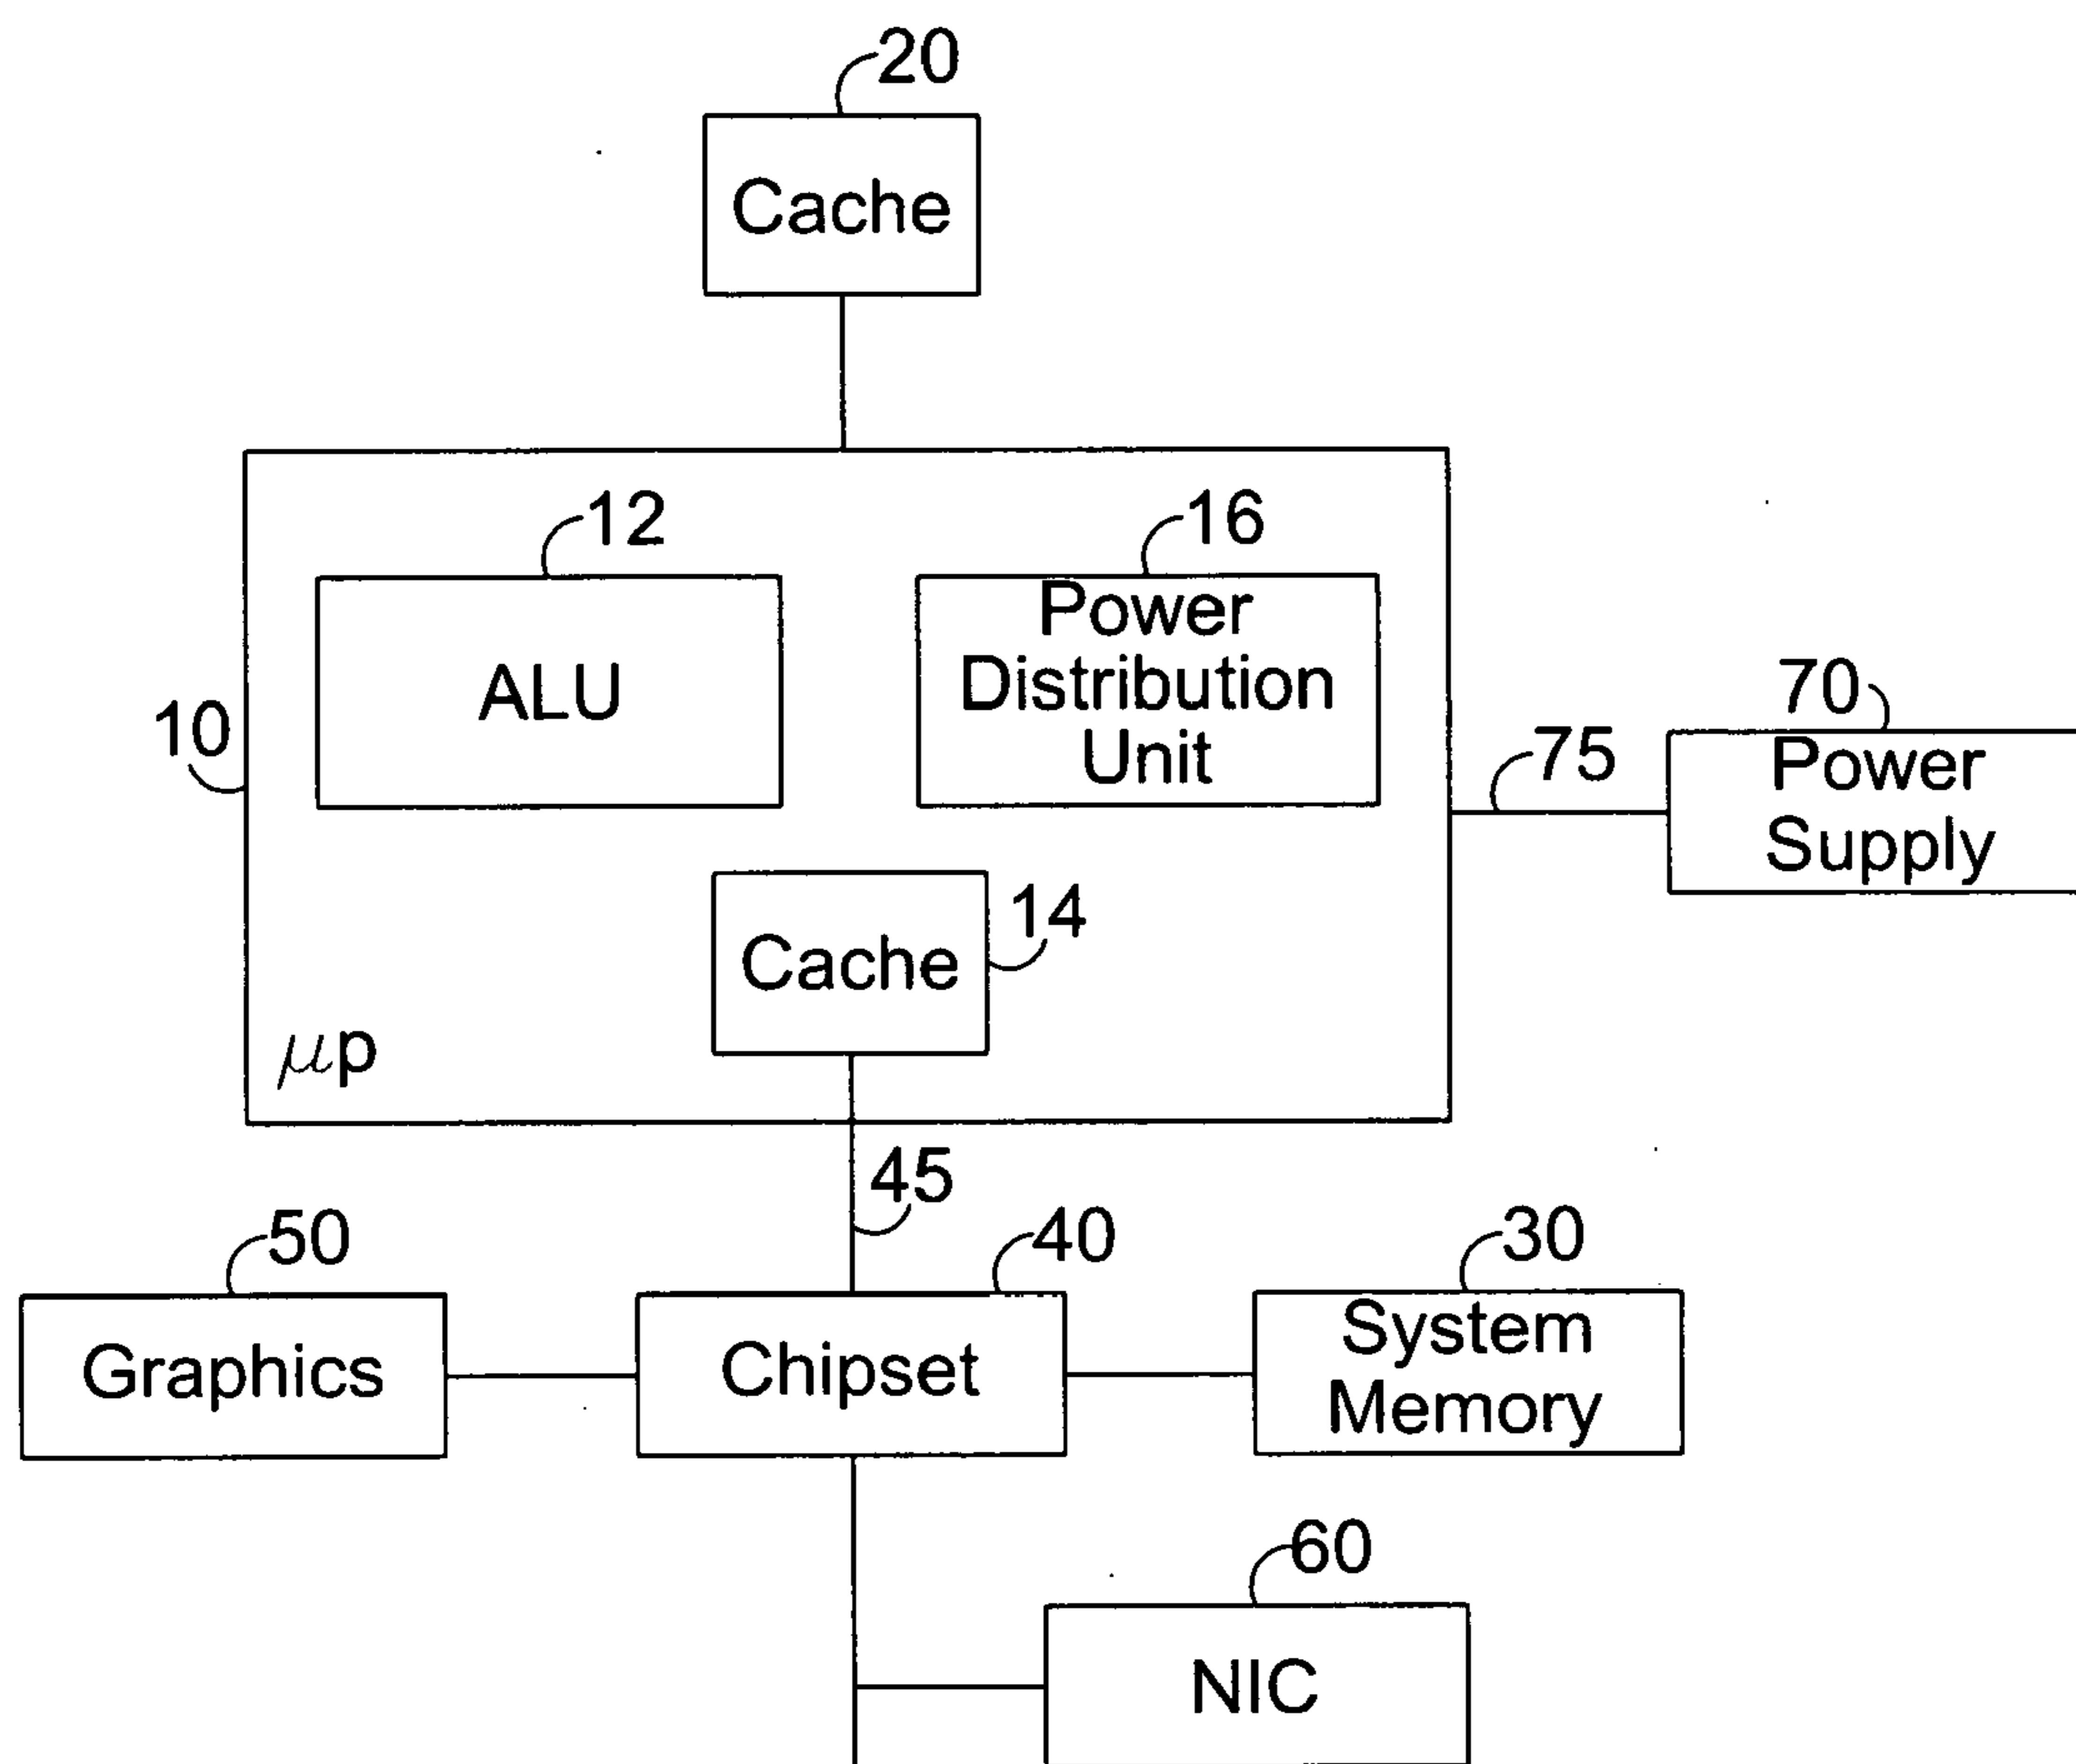 20
Cache
12
16
ALU
Power
Distribution
Unit
10
70
75
Power
Supply
14
Cache
μp
45
50
40
30
Graphics
Chipset
System
Memory
60
NIC